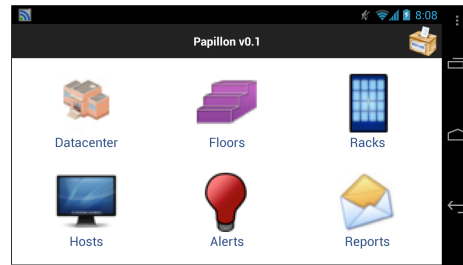 8:08
Papillon v0.1
Datacenter
Floors
Racks
Hosts
Alerts
Reports